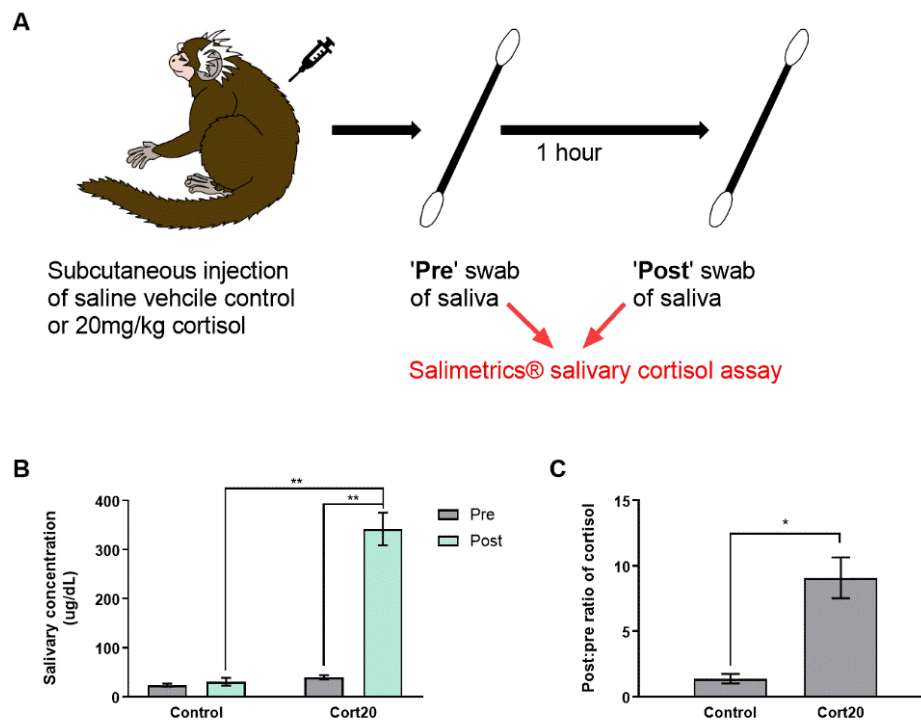 A
1 hour
Subcutaneous injection
of saline vehcile control
or 20mg/kg cortisol
'Pre' swab
of saliva
'Post' swab
of saliva
Salimetrics® salivary cortisol assay
B
Salivary concentration
(ug/dL)
400
300
200
100
0
**
**
Pre
Post
Control
Cort20
C
Post:pre ratio of cortisol
15
10
5
0
*
Control
Cort20